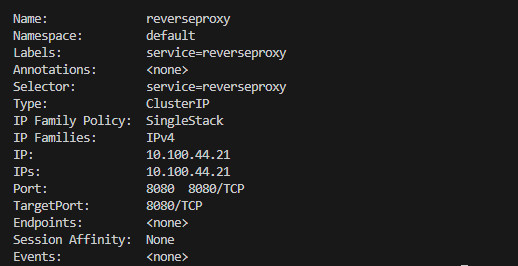 Name: reverseproxy
Namespace: default
Labels: service=reverseproxy
Annotations: <none>
Selector: service=reverseproxy
Type: ClusterIP
IP Family Policy: SingleStack
IP Families: IPv4
IP: 10.100.44.21
IPs: 10.100.44.21
Port: 8080 8080/TCP
TargetPort: 8080/TCP
Endpoints: <none>
Session Affinity: None
Events: <none>